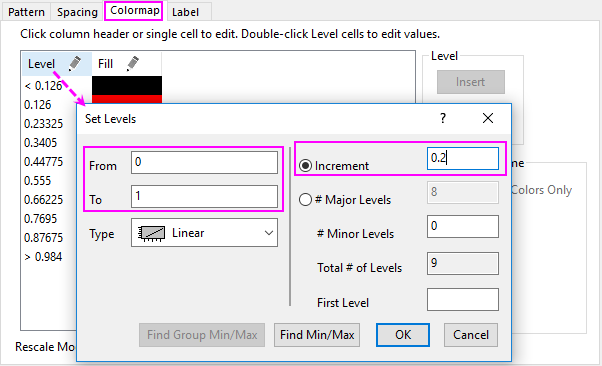 Pattern Spacing Colormap Label
Click column header or single cell to edit. Double-click Level cells to edit values.
Level Fill
Level
Insert
< 0.126
0.126
0.23325
0.3405
0.44775
0.555
0.66225
0.7695
0.87675
> 0.984
Set Levels
From 0
To 1
Type Linear
Increment 0.2
# Major Levels 8
# Minor Levels 0
Total # of Levels 9
First Level
Find Group Min/Max Find Min/Max OK Cancel
me
Colors Only
Rescale Mo